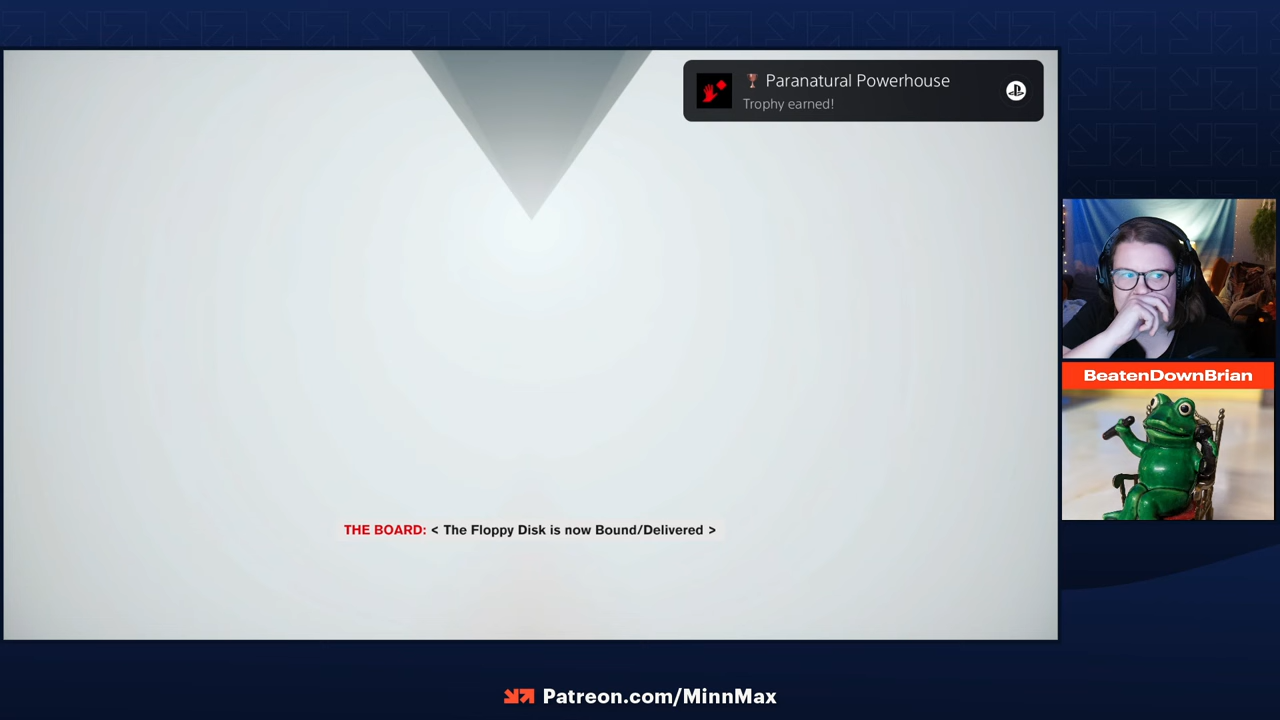 Paranatural Powerhouse
Trophy earned!
BeatenDownBrian
THE BOARD: < The Floppy Disk is now Bound/Delivered >
Patreon.com/MinnMax